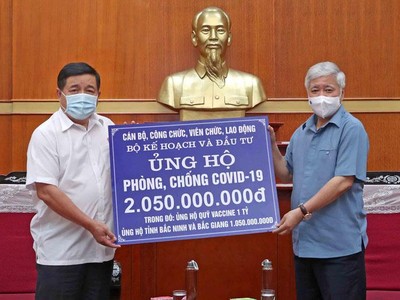 CÁN BỘ, CÔNG CHỨC, VIÊN CHỨC, LAO ĐỘNG
BỘ KẾ HOẠCH VÀ ĐẦU TƯ
ỦNG HỘ
PHÒNG, CHỐNG COVID-19
2.050.000.000đ
TRONG ĐÓ: ỦNG HỘ QUỸ VACCINE 1 TỶ
ỦNG HỘ TỈNH BẮC NINH VÀ BẮC GIANG 1.050.000.000Đ